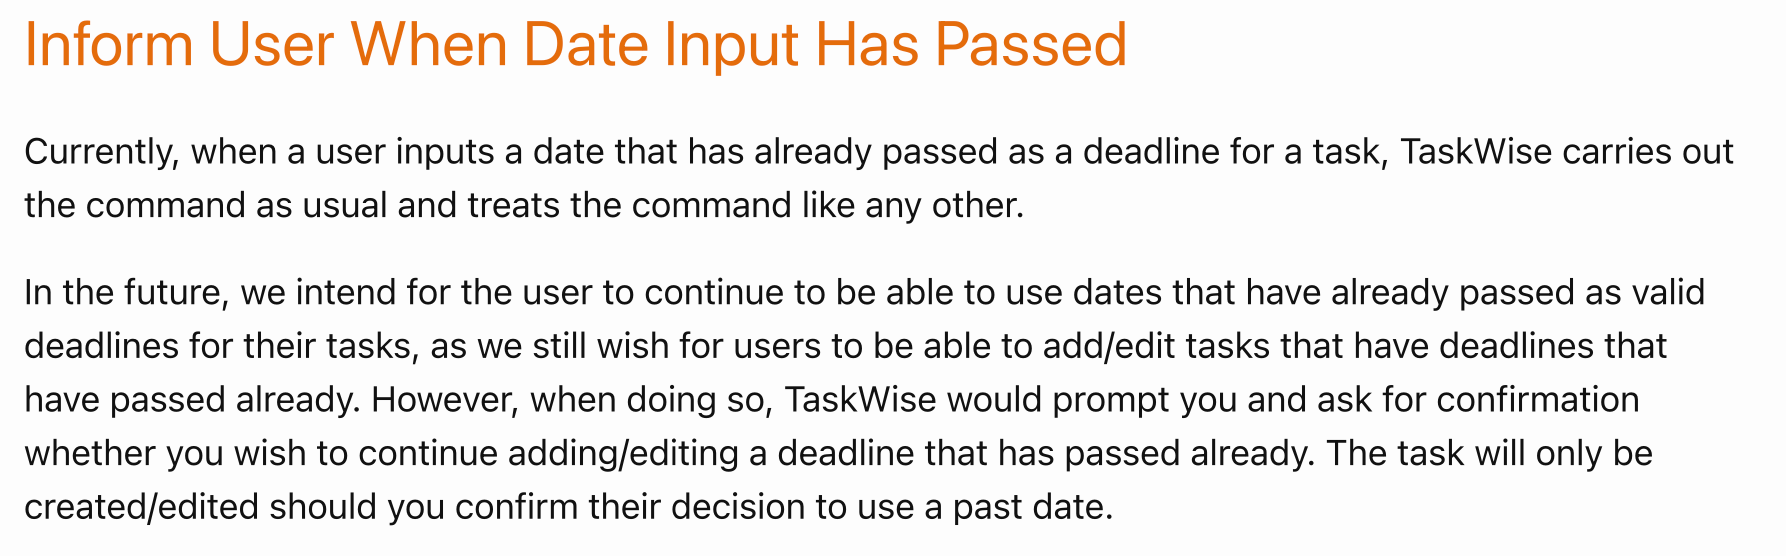 Inform User When Date Input Has Passed
Currently, when a user inputs a date that has already passed as a deadline for a task, TaskWise carries out
the command as usual and treats the command like any other.
In the future, we intend for the user to continue to be able to use dates that have already passed as valid
deadlines for their tasks, as we still wish for users to be able to add/edit tasks that have deadlines that
have passed already. However, when doing so, TaskWise would prompt you and ask for confirmation
whether you wish to continue adding/editing a deadline that has passed already. The task will only be
created/edited should you confirm their decision to use a past date.